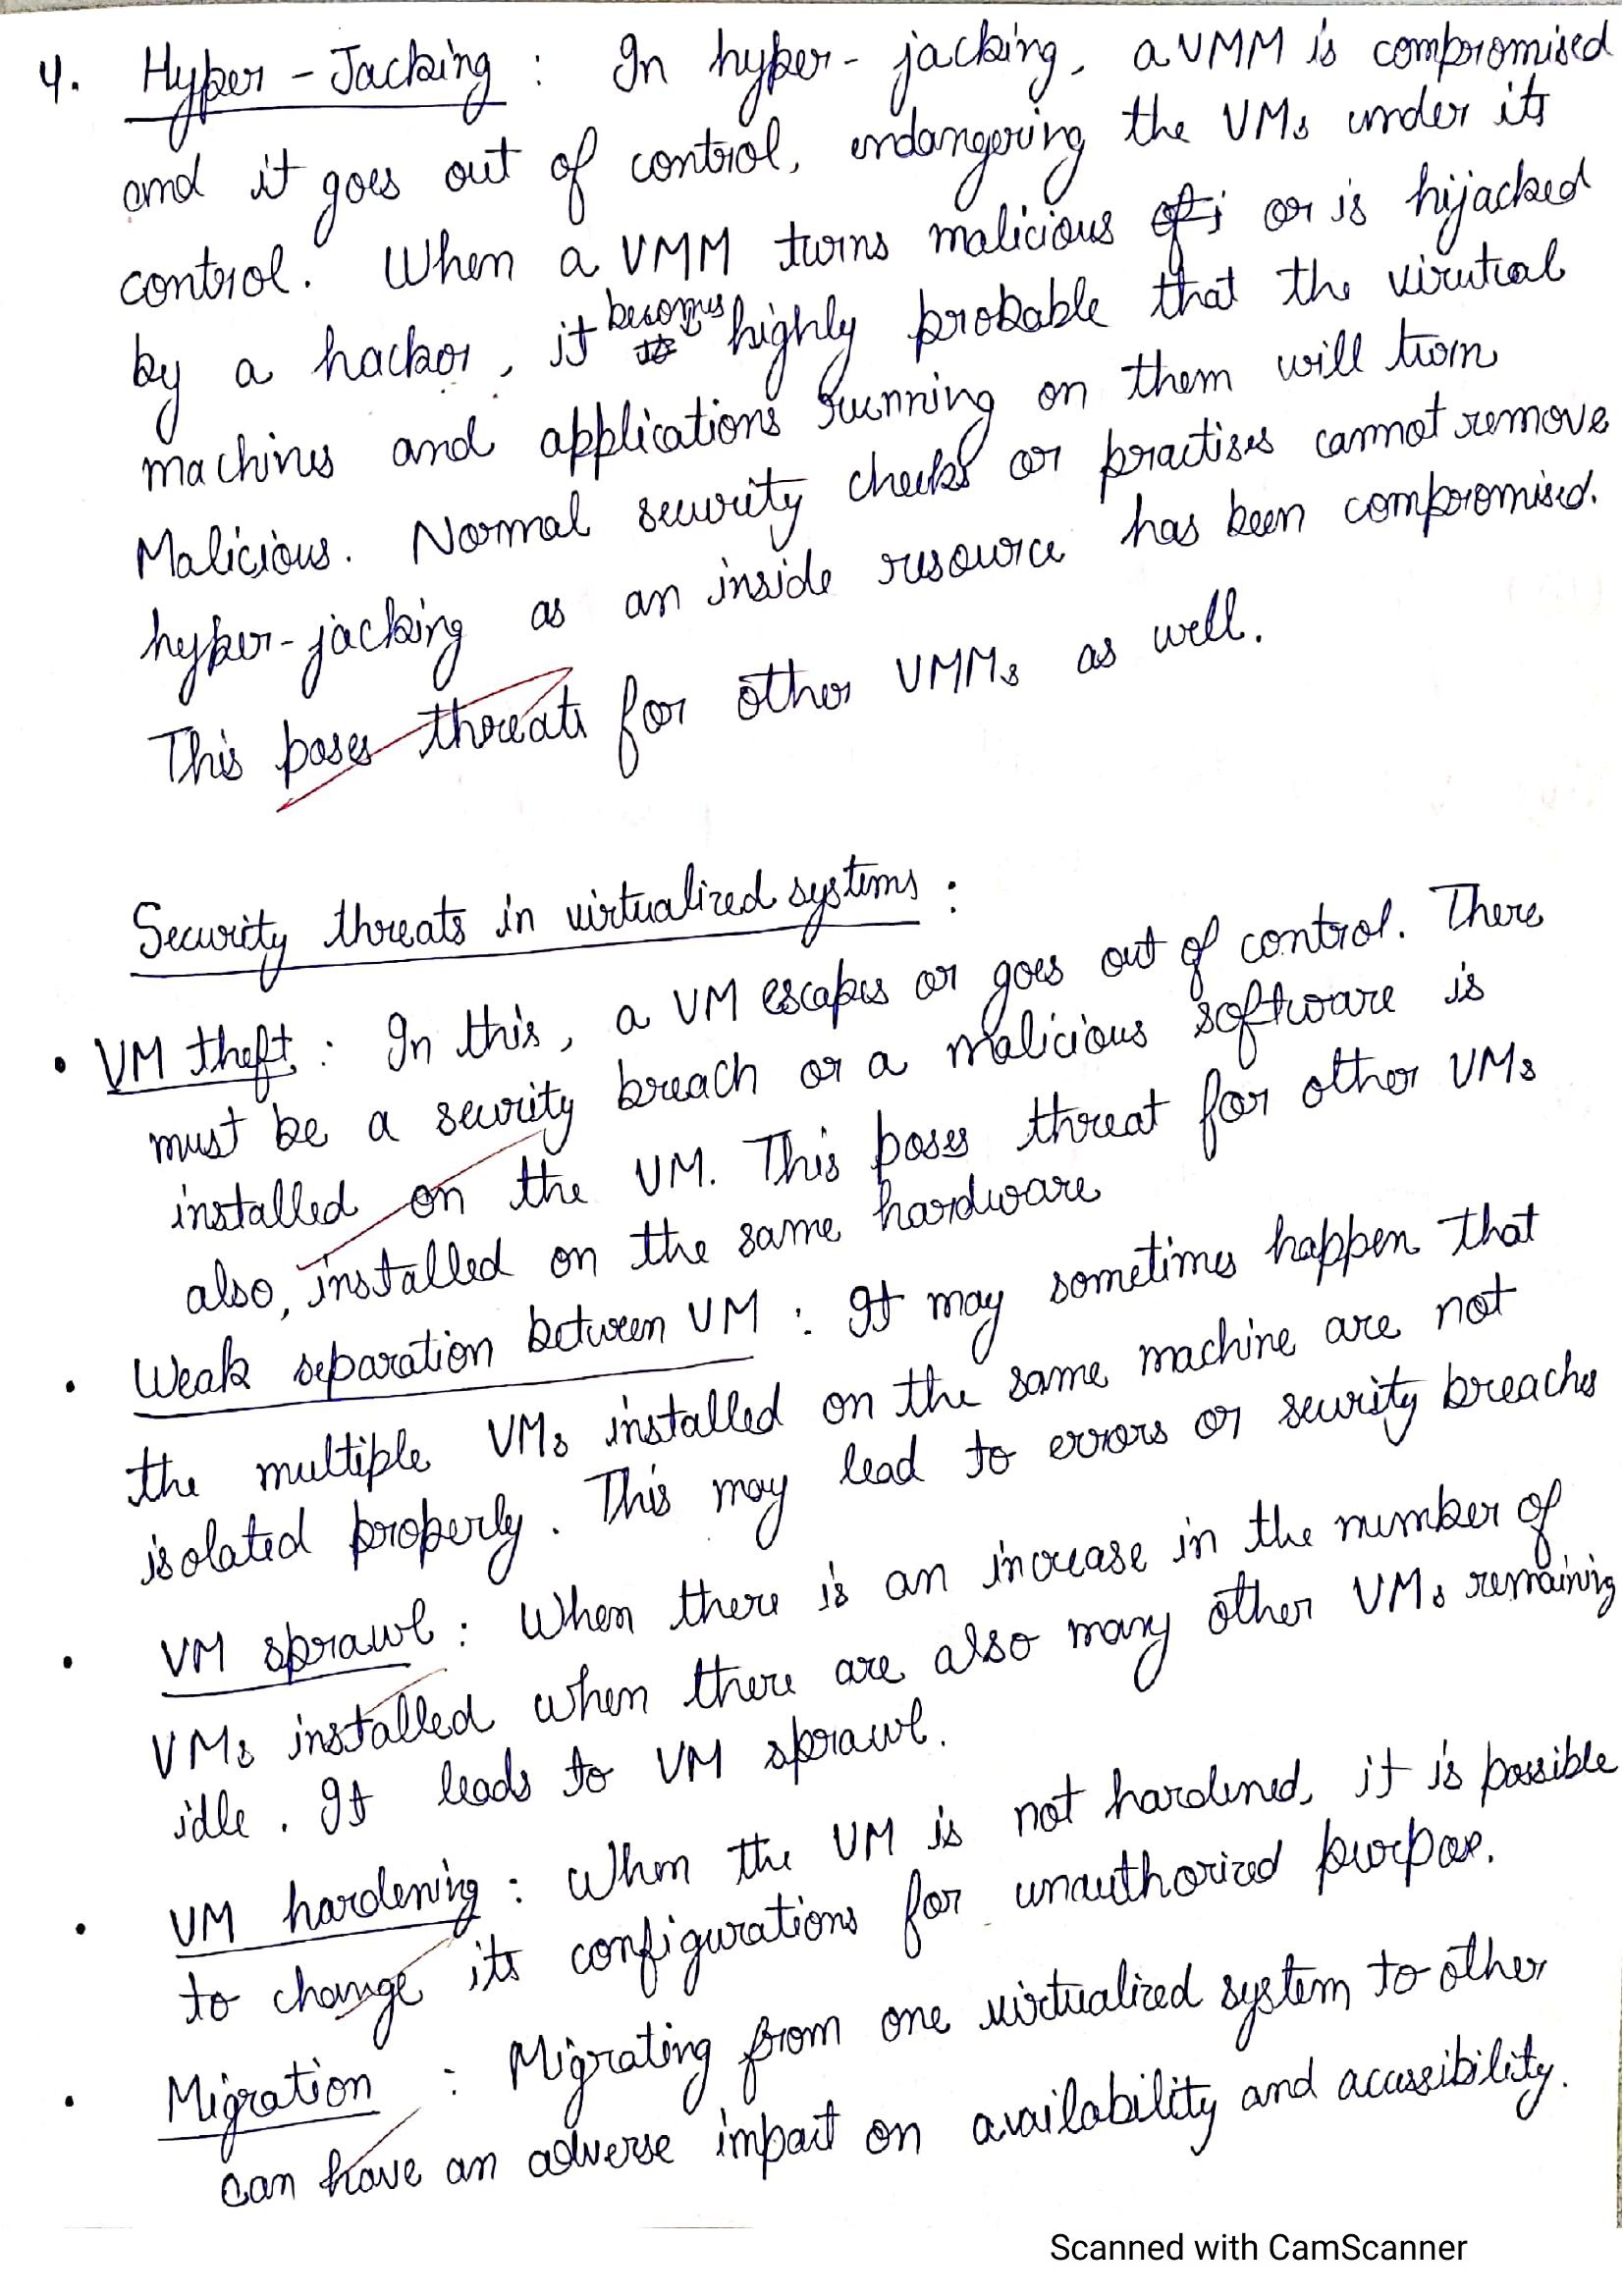 4. Hyper - Jacking : In hyper - jacking, a VMM is compromised
and it goes out of control, endangering the VMs under its
control. When a VMM turns malicious or is hijacked
by a hacker, it becomes highly probable that the virutial
machines and applications running on them will turn
Malicious. Normal security checks or practises cannot remove
hyper-jacking as an inside resource has been compromised.
This poses threats for other VMMs as well.
Security threats in virtualized systems :
• VM theft : In this, a VM escapes or goes out of control. There
must be a security breach or a malicious software is
installed on the VM. This poses threat for other VMs
also, installed on the same hardware
• Weak separation between VM : It may sometimes happen that
the multiple VMs installed on the same machine are not
isolated properly. This may lead to errors or security breaches
• VM sprawl : When there is an increase in the number of
VMs installed when there are also many other VMs remaining
idle. It leads to VM sprawl.
• VM hardening : When the VM is not hardened, it is possible
to change its configurations for unauthorized purpose.
• Migration : Migrating from one virtualized system to other
can have an adverse impact on availability and accessibility.
Scanned with CamScanner